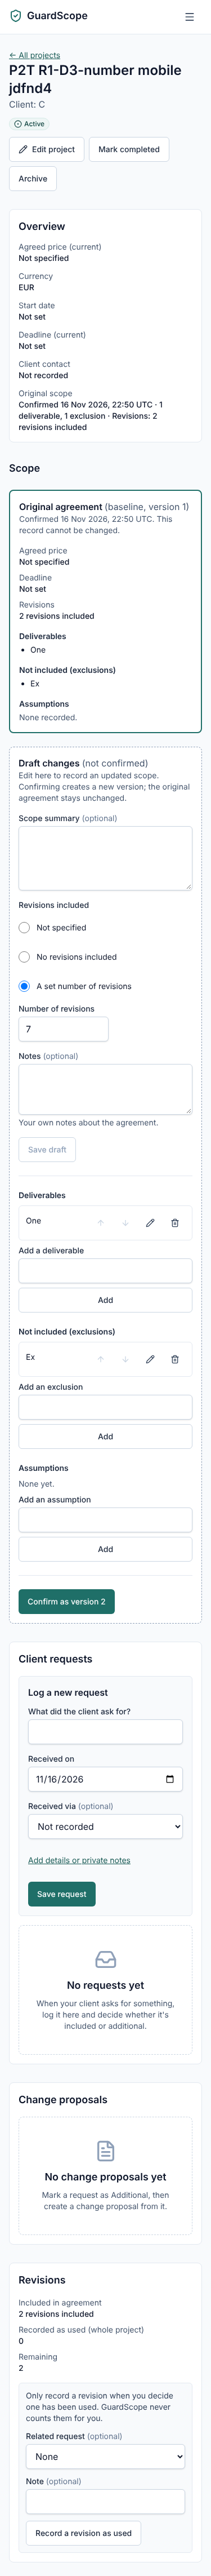 GuardScope
← All projects
P2T R1-D3-number mobile
jdfnd4
Client: C
Active
Edit project
Mark completed
Archive
Overview
Agreed price (current)
Not specified
Currency
EUR
Start date
Not set
Deadline (current)
Not set
Client contact
Not recorded
Original scope
Confirmed 16 Nov 2026, 22:50 UTC · 1
deliverable, 1 exclusion · Revisions: 2
revisions included
Scope
Original agreement (baseline, version 1)
Confirmed 16 Nov 2026, 22:50 UTC. This
record cannot be changed.
Agreed price
Not specified
Deadline
Not set
Revisions
2 revisions included
Deliverables
• One
Not included (exclusions)
• Ex
Assumptions
None recorded.
Draft changes (not confirmed)
Edit here to record an updated scope.
Confirming creates a new version; the original
agreement stays unchanged.
Scope summary (optional)
Revisions included
Not specified
No revisions included
A set number of revisions
Number of revisions
7
Notes (optional)
Your own notes about the agreement.
Save draft
Deliverables
One
Add a deliverable
Add
Not included (exclusions)
Ex
Add an exclusion
Add
Assumptions
None yet.
Add an assumption
Add
Confirm as version 2
Client requests
Log a new request
What did the client ask for?
Received on
11/16/2026
Received via (optional)
Not recorded
Add details or private notes
Save request
No requests yet
When your client asks for something,
log it here and decide whether it's
included or additional.
Change proposals
No change proposals yet
Mark a request as Additional, then
create a change proposal from it.
Revisions
Included in agreement
2 revisions included
Recorded as used (whole project)
0
Remaining
2
Only record a revision when you decide
one has been used. GuardScope never
counts them for you.
Related request (optional)
None
Note (optional)
Record a revision as used